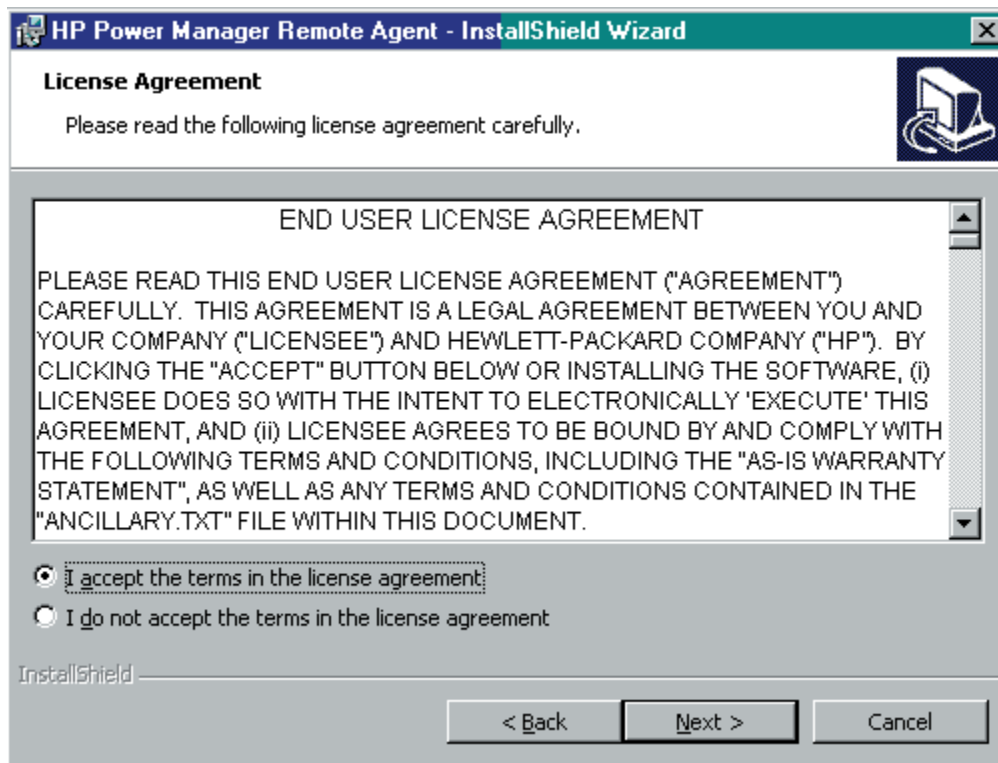 HP Power Manager Remote Agent - InstallShield Wizard
License Agreement
Please read the following license agreement carefully.
END USER LICENSE AGREEMENT
PLEASE READ THIS END USER LICENSE AGREEMENT ("AGREEMENT")
CAREFULLY.  THIS AGREEMENT IS A LEGAL AGREEMENT BETWEEN YOU AND
YOUR COMPANY ("LICENSEE") AND HEWLETT-PACKARD COMPANY ("HP").  BY
CLICKING THE "ACCEPT" BUTTON BELOW OR INSTALLING THE SOFTWARE, (i)
LICENSEE DOES SO WITH THE INTENT TO ELECTRONICALLY 'EXECUTE' THIS
AGREEMENT, AND (ii) LICENSEE AGREES TO BE BOUND BY AND COMPLY WITH
THE FOLLOWING TERMS AND CONDITIONS, INCLUDING THE "AS-IS WARRANTY
STATEMENT", AS WELL AS ANY TERMS AND CONDITIONS CONTAINED IN THE
"ANCILLARY.TXT" FILE WITHIN THIS DOCUMENT.
I accept the terms in the license agreement
I do not accept the terms in the license agreement
InstallShield
< Back
Next >
Cancel